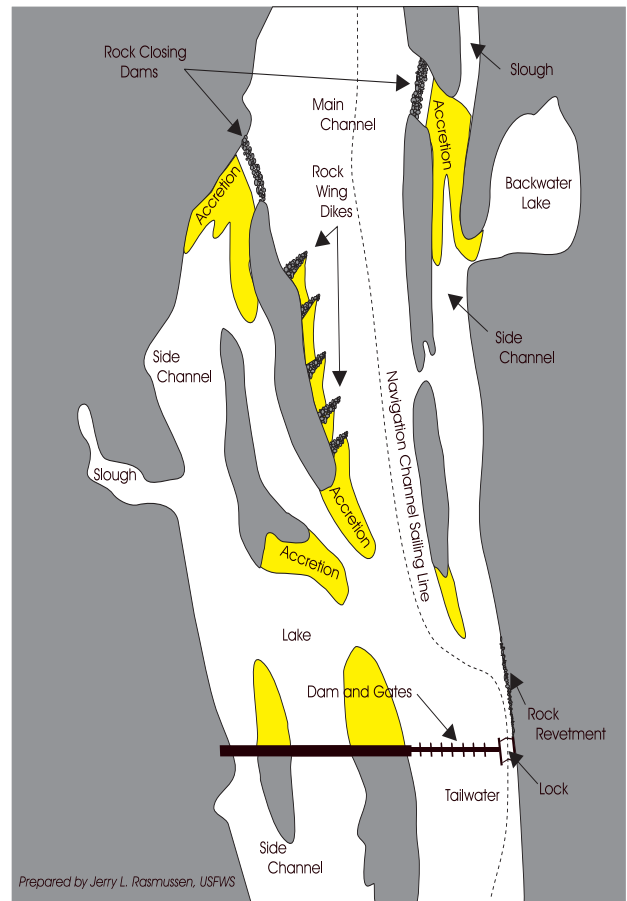 Rock Closing
Dams
Slough
Main
Channel
Accretion
Rock
Wing
Dikes
Backwater
Lake
Accretion
Side
Channel
Side
Channel
Navigation Channel Sailing Line
Slough
Accretion
Accretion
Lake
Dam and Gates
Rock
Revetment
Lock
Tailwater
Side
Channel
Prepared by Jerry L. Rasmussen, USFWS